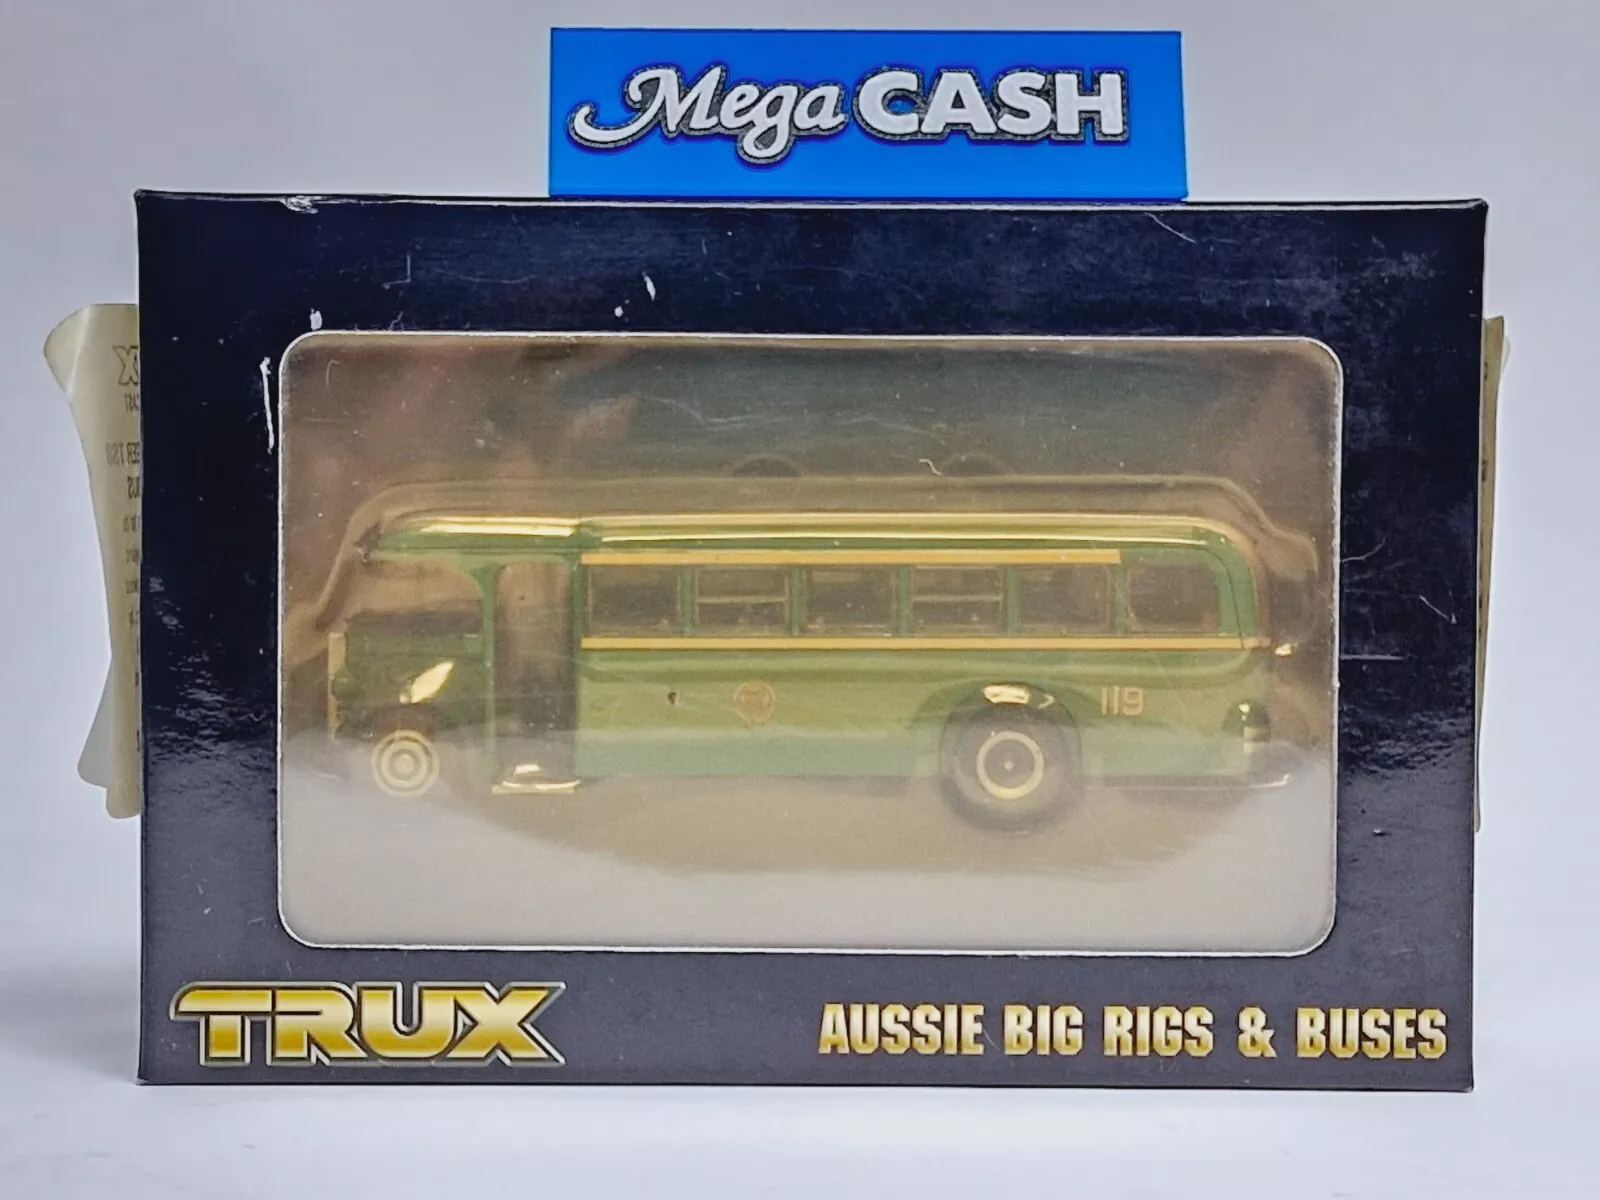 Mega CASH
119
TRUX
AUSSIE BIG RIGS & BUSES